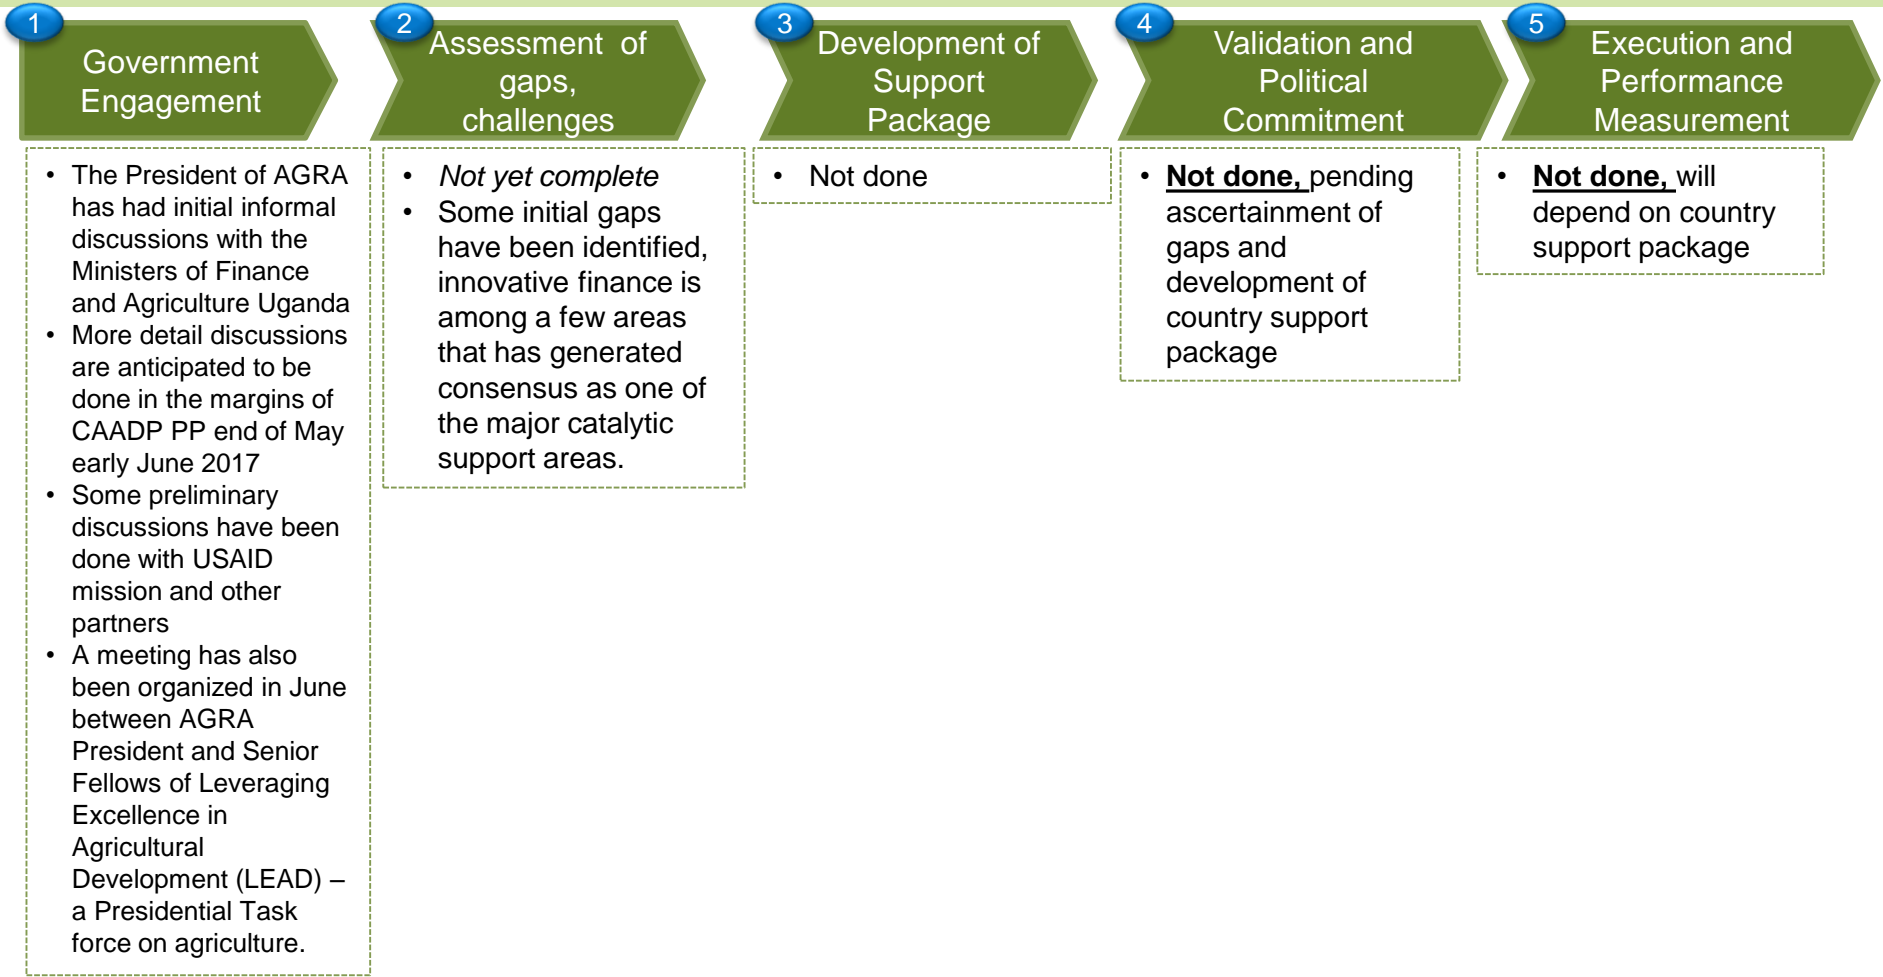 1
Government
Engagement
• The President of AGRA
has had initial informal
discussions with the
Ministers of Finance
and Agriculture Uganda
• More detail discussions
are anticipated to be
done in the margins of
CAADP PP end of May
early June 2017
• Some preliminary
discussions have been
done with USAID
mission and other
partners
• A meeting has also
been organized in June
between AGRA
President and Senior
Fellows of Leveraging
Excellence in
Agricultural
Development (LEAD) –
a Presidential Task
force on agriculture.
2
Assessment of
gaps,
challenges
• Not yet complete
• Some initial gaps
have been identified,
innovative finance is
among a few areas
that has generated
consensus as one of
the major catalytic
support areas.
3
Development of
Support
Package
• Not done
4
Validation and
Political
Commitment
• Not done, pending
ascertainment of
gaps and
development of
country support
package
5
Execution and
Performance
Measurement
• Not done, will
depend on country
support package